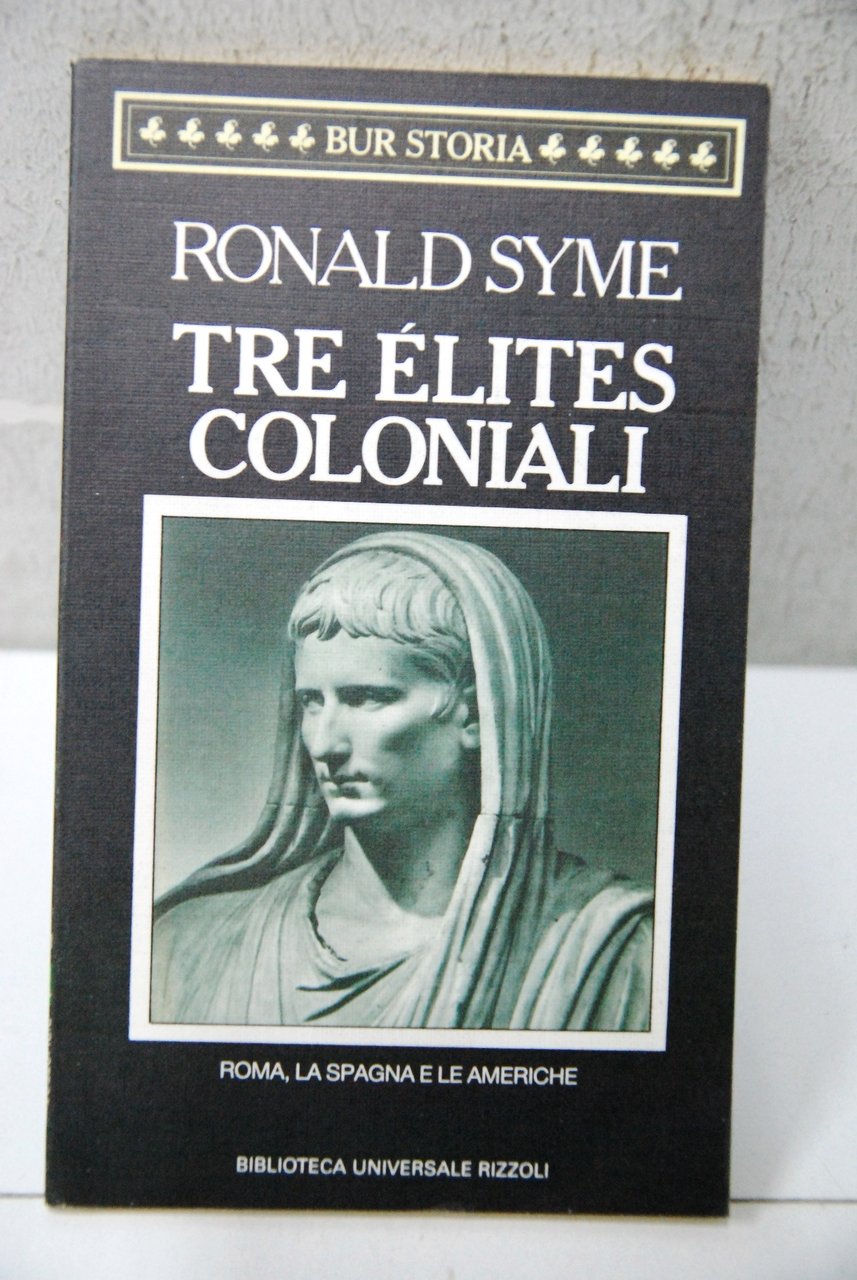 BUR STORIA
RONALD SYME
TRE ÉLITES
COLONIALI
ROMA, LA SPAGNA E LE AMERICHE
BIBLIOTECA UNIVERSALE RIZZOLI